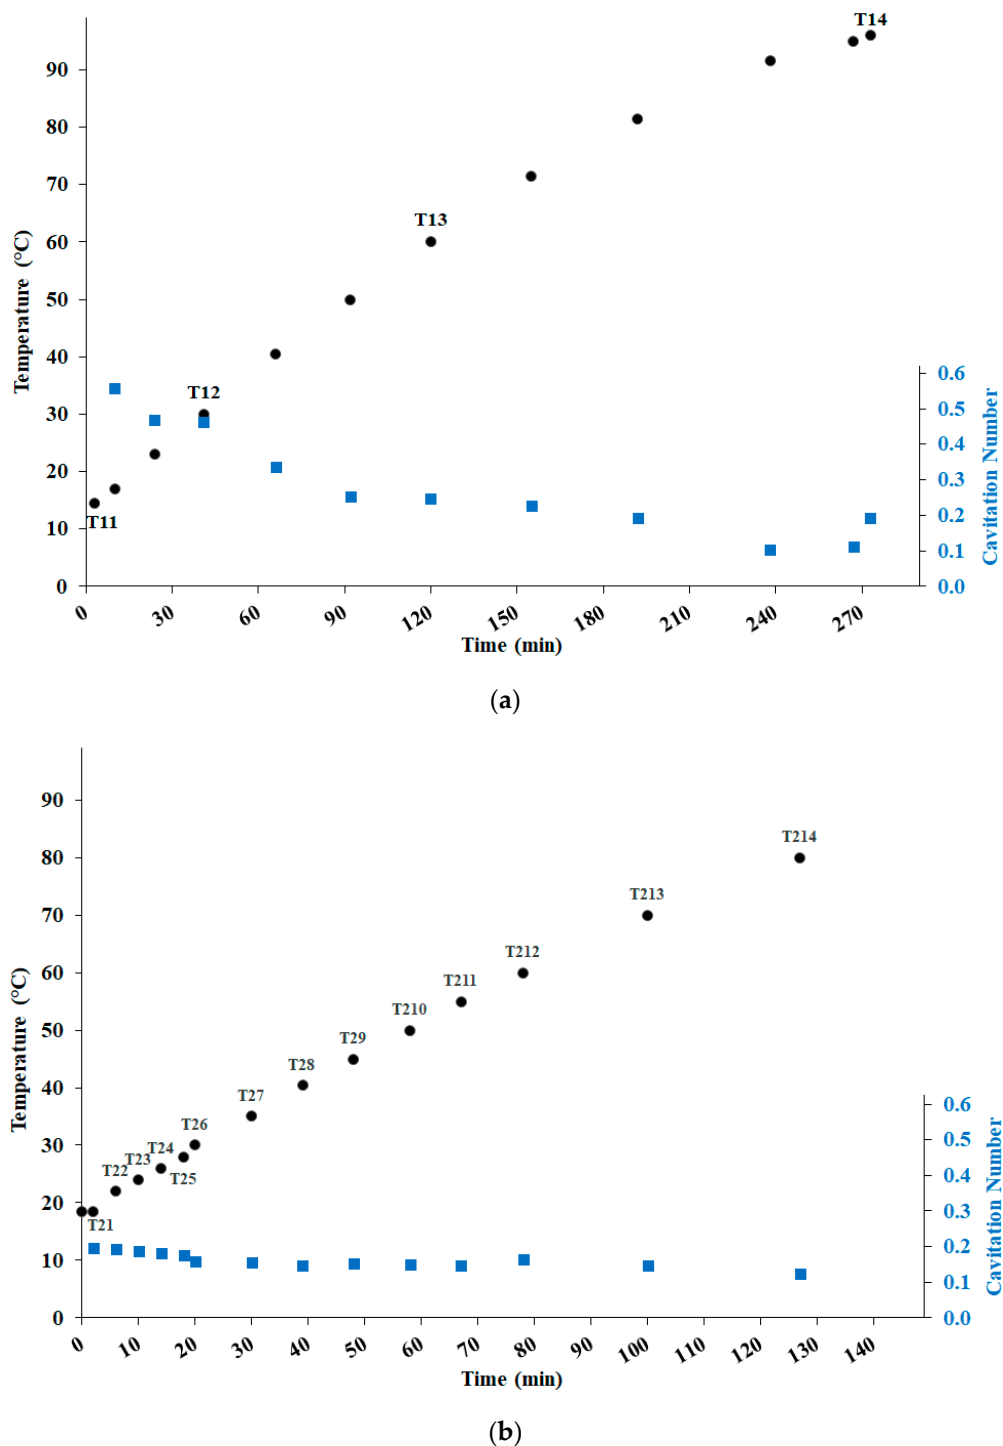 T14
90
80
70
T13
60
Temperature (°C)
50
40
0.6
T12
0.5
30
0.4
Cavitation Number
20
0.3
T11
0.2
10
0.1
0
0.0
0 30 60 90 120 150 180 210 240 270
Time (min)
(a)
90
T214
80
T213
70
T212
60
T211
Temperature (°C)
T210
50
T29
T28
40
T27
0.6
T26
0.5
30
T24
T23
T22
T25
0.4
Cavitation Number
20
T21
0.3
0.2
10
0.1
0
0.0
0 10 20 30 40 50 60 70 80 90 100 110 120 130 140
Time (min)
(b)